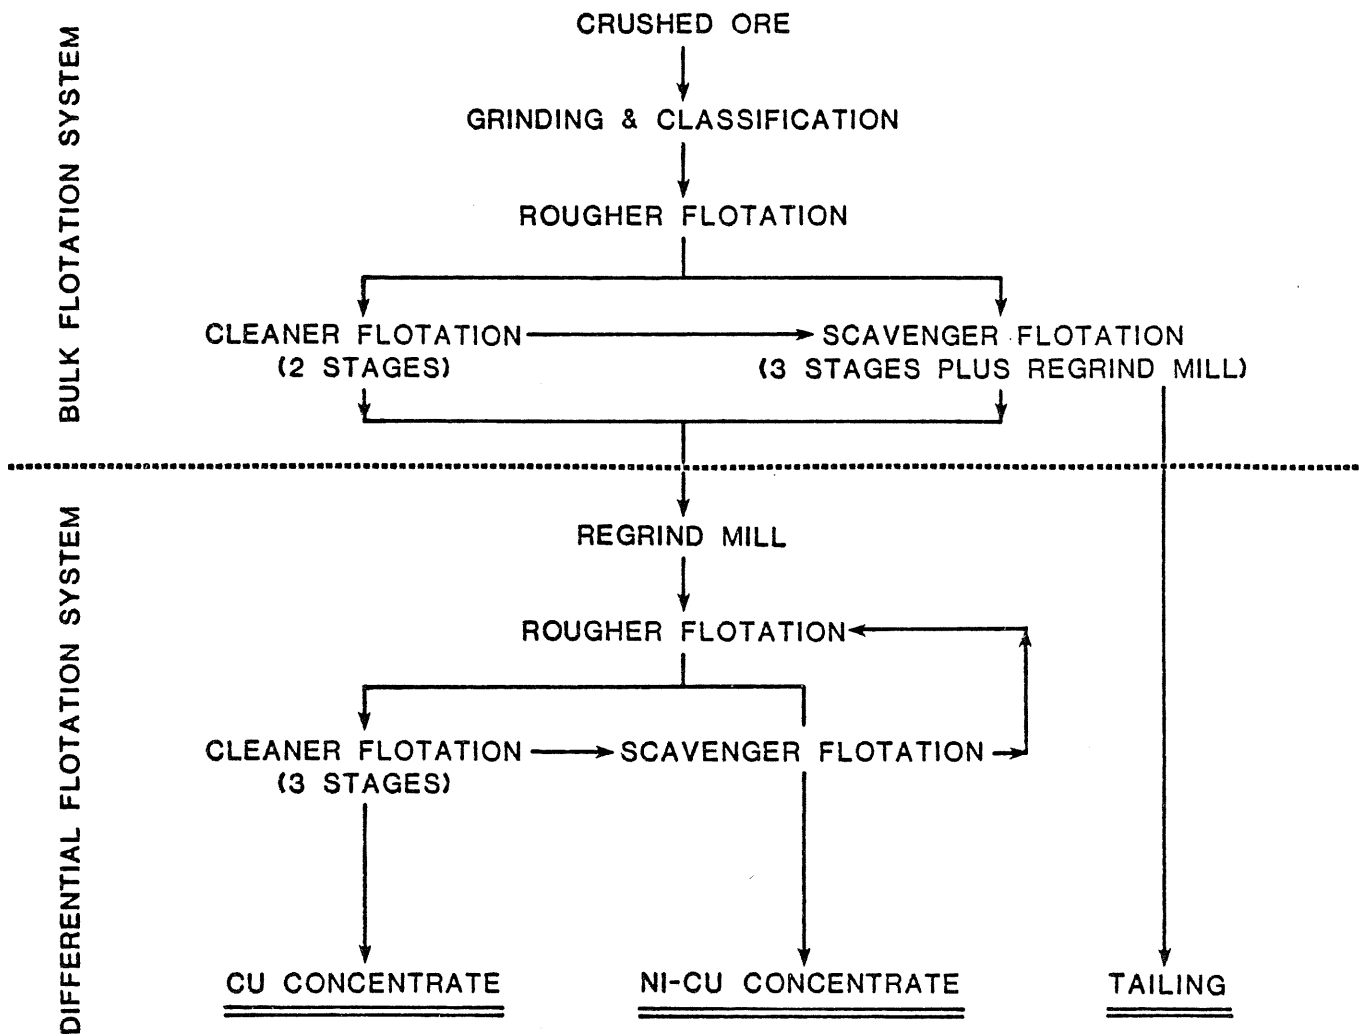 BULK FLOTATION SYSTEM
CRUSHED ORE
GRINDING & CLASSIFICATION
ROUGHER FLOTATION
CLEANER FLOTATION
(2 STAGES)
SCAVENGER FLOTATION
(3 STAGES PLUS REGRIND MILL)
DIFFERENTIAL FLOTATION SYSTEM
REGRIND MILL
ROUGHER FLOTATION
CLEANER FLOTATION
(3 STAGES)
SCAVENGER FLOTATION
CU CONCENTRATE
NI-CU CONCENTRATE
TAILING